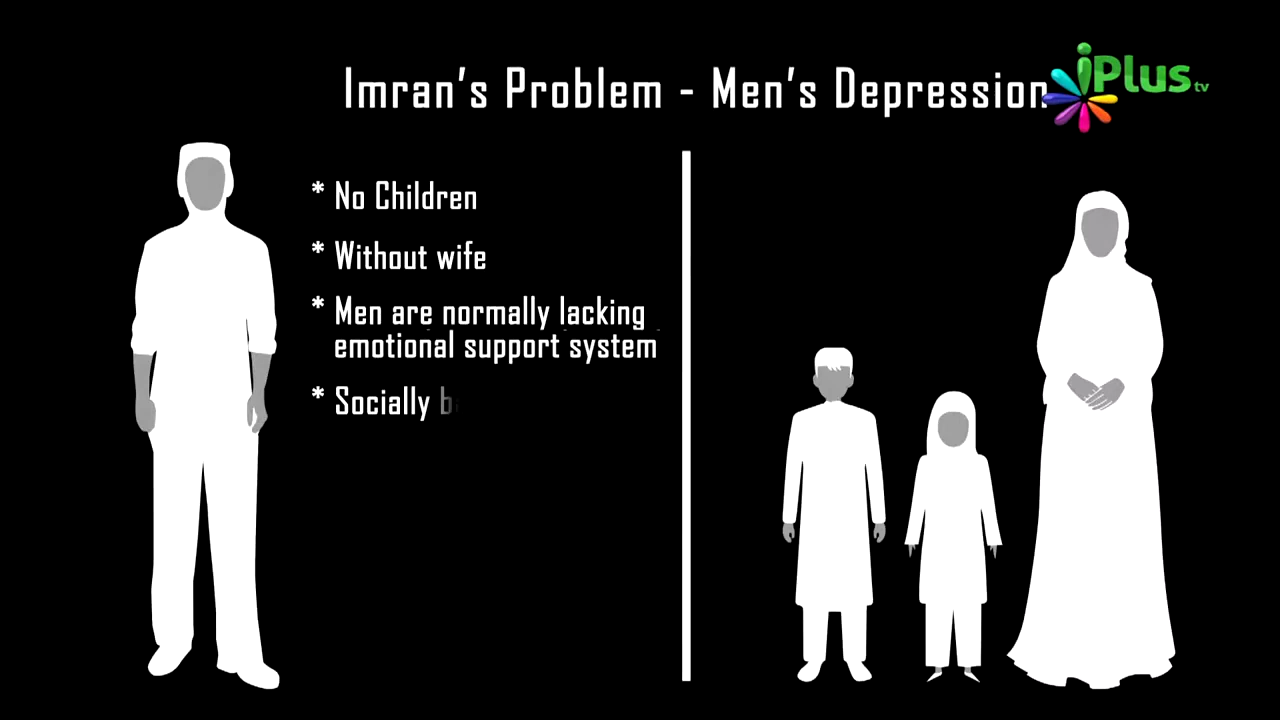 Imran's Problem - Men's Depression
iPlus tv
* No Children
* Without wife
* Men are normally lacking
emotional support system
* Socially